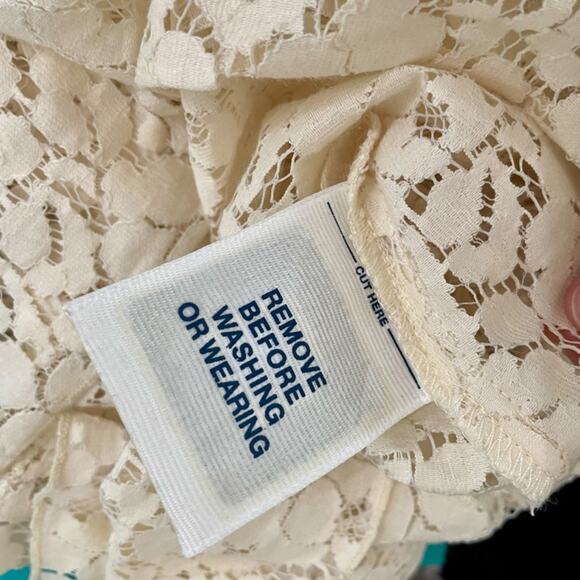 CUT HERE
REMOVE
BEFORE
WASHING
OR WEARING